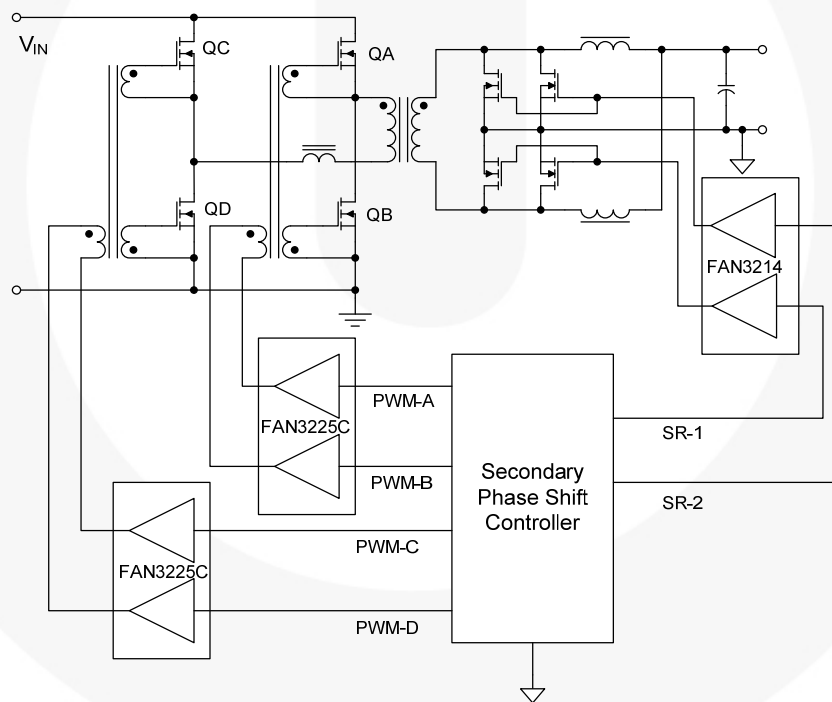 V_IN
QC
QA
QD
QB
FAN3214
PWM-A
FAN3225C
PWM-B
SR-1
Secondary
Phase Shift
Controller
SR-2
PWM-C
FAN3225C
PWM-D